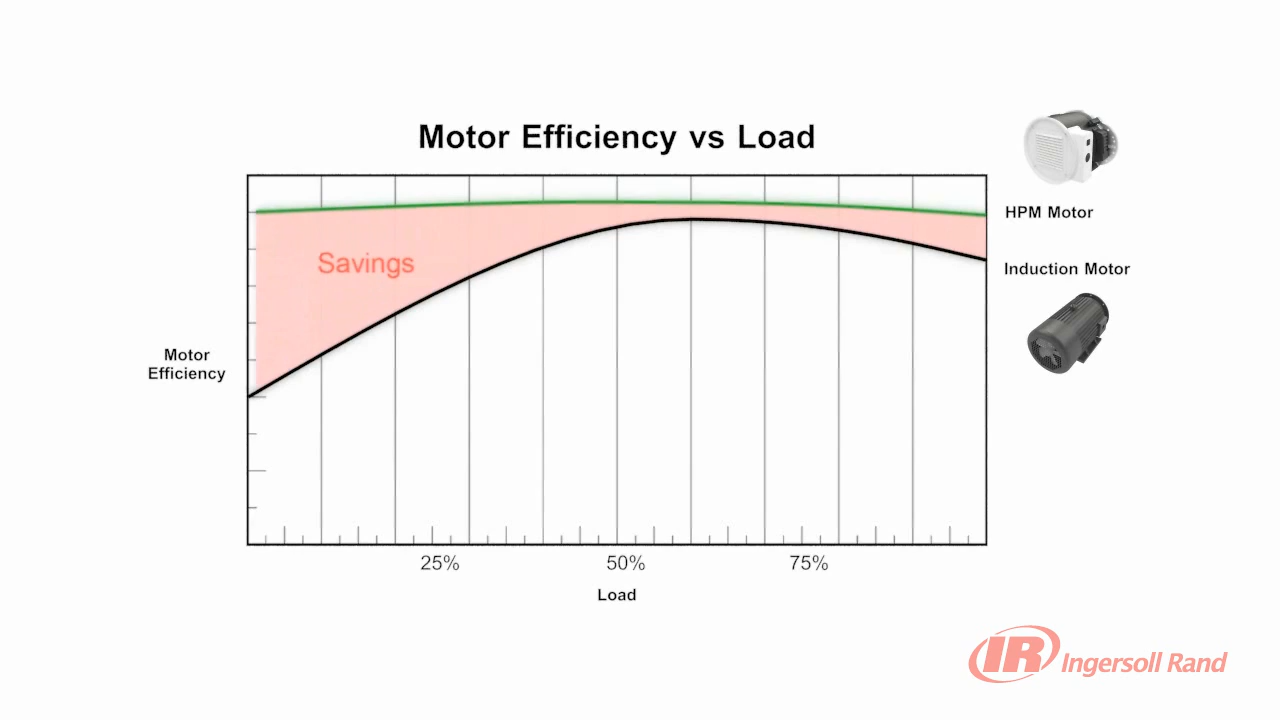 Motor Efficiency vs Load
HPM Motor
Savings
Induction Motor
Motor
Efficiency
25% 50% 75%
Load
IR Ingersoll Rand